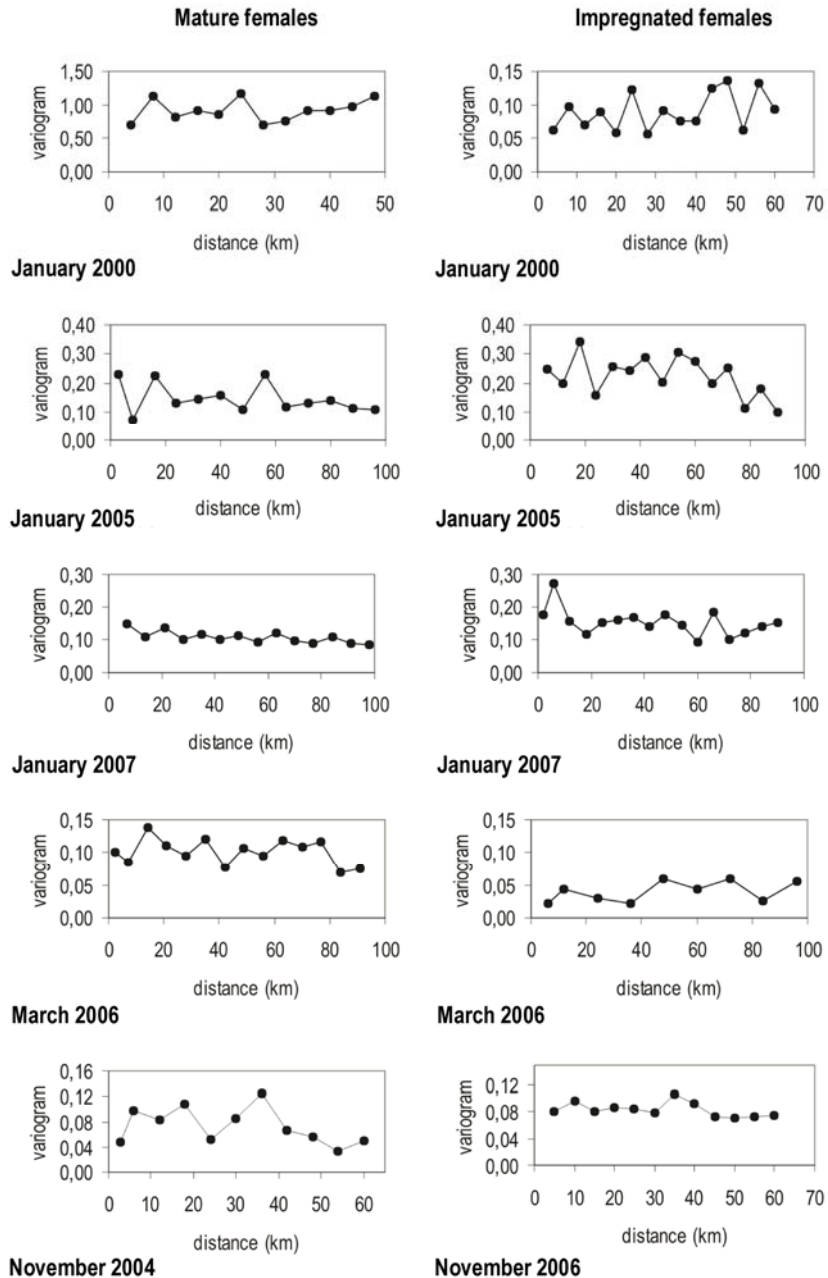 Mature females
Impregnated females
variogram
1,50
1,00
0,50
0,00
0 10 20 30 40 50
distance (km)
January 2000
variogram
0,15
0,10
0,05
0,00
0 10 20 30 40 50 60 70
distance (km)
January 2000
variogram
0,40
0,30
0,20
0,10
0,00
0 20 40 60 80 100
distance (km)
January 2005
variogram
0,40
0,30
0,20
0,10
0,00
0 20 40 60 80 100
distance (km)
January 2005
variogram
0,30
0,20
0,10
0,00
0 20 40 60 80 100
distance (km)
January 2007
variogram
0,30
0,20
0,10
0,00
0 20 40 60 80 100
distance (km)
January 2007
variogram
0,15
0,10
0,05
0,00
0 20 40 60 80 100
distance (km)
March 2006
variogram
0,15
0,10
0,05
0,00
0 20 40 60 80 100
distance (km)
March 2006
variogram
0,16
0,12
0,08
0,04
0,00
0 10 20 30 40 50 60
distance (km)
November 2004
variogram
0,12
0,08
0,04
0,00
0 10 20 30 40 50 60 70
distance (km)
November 2006